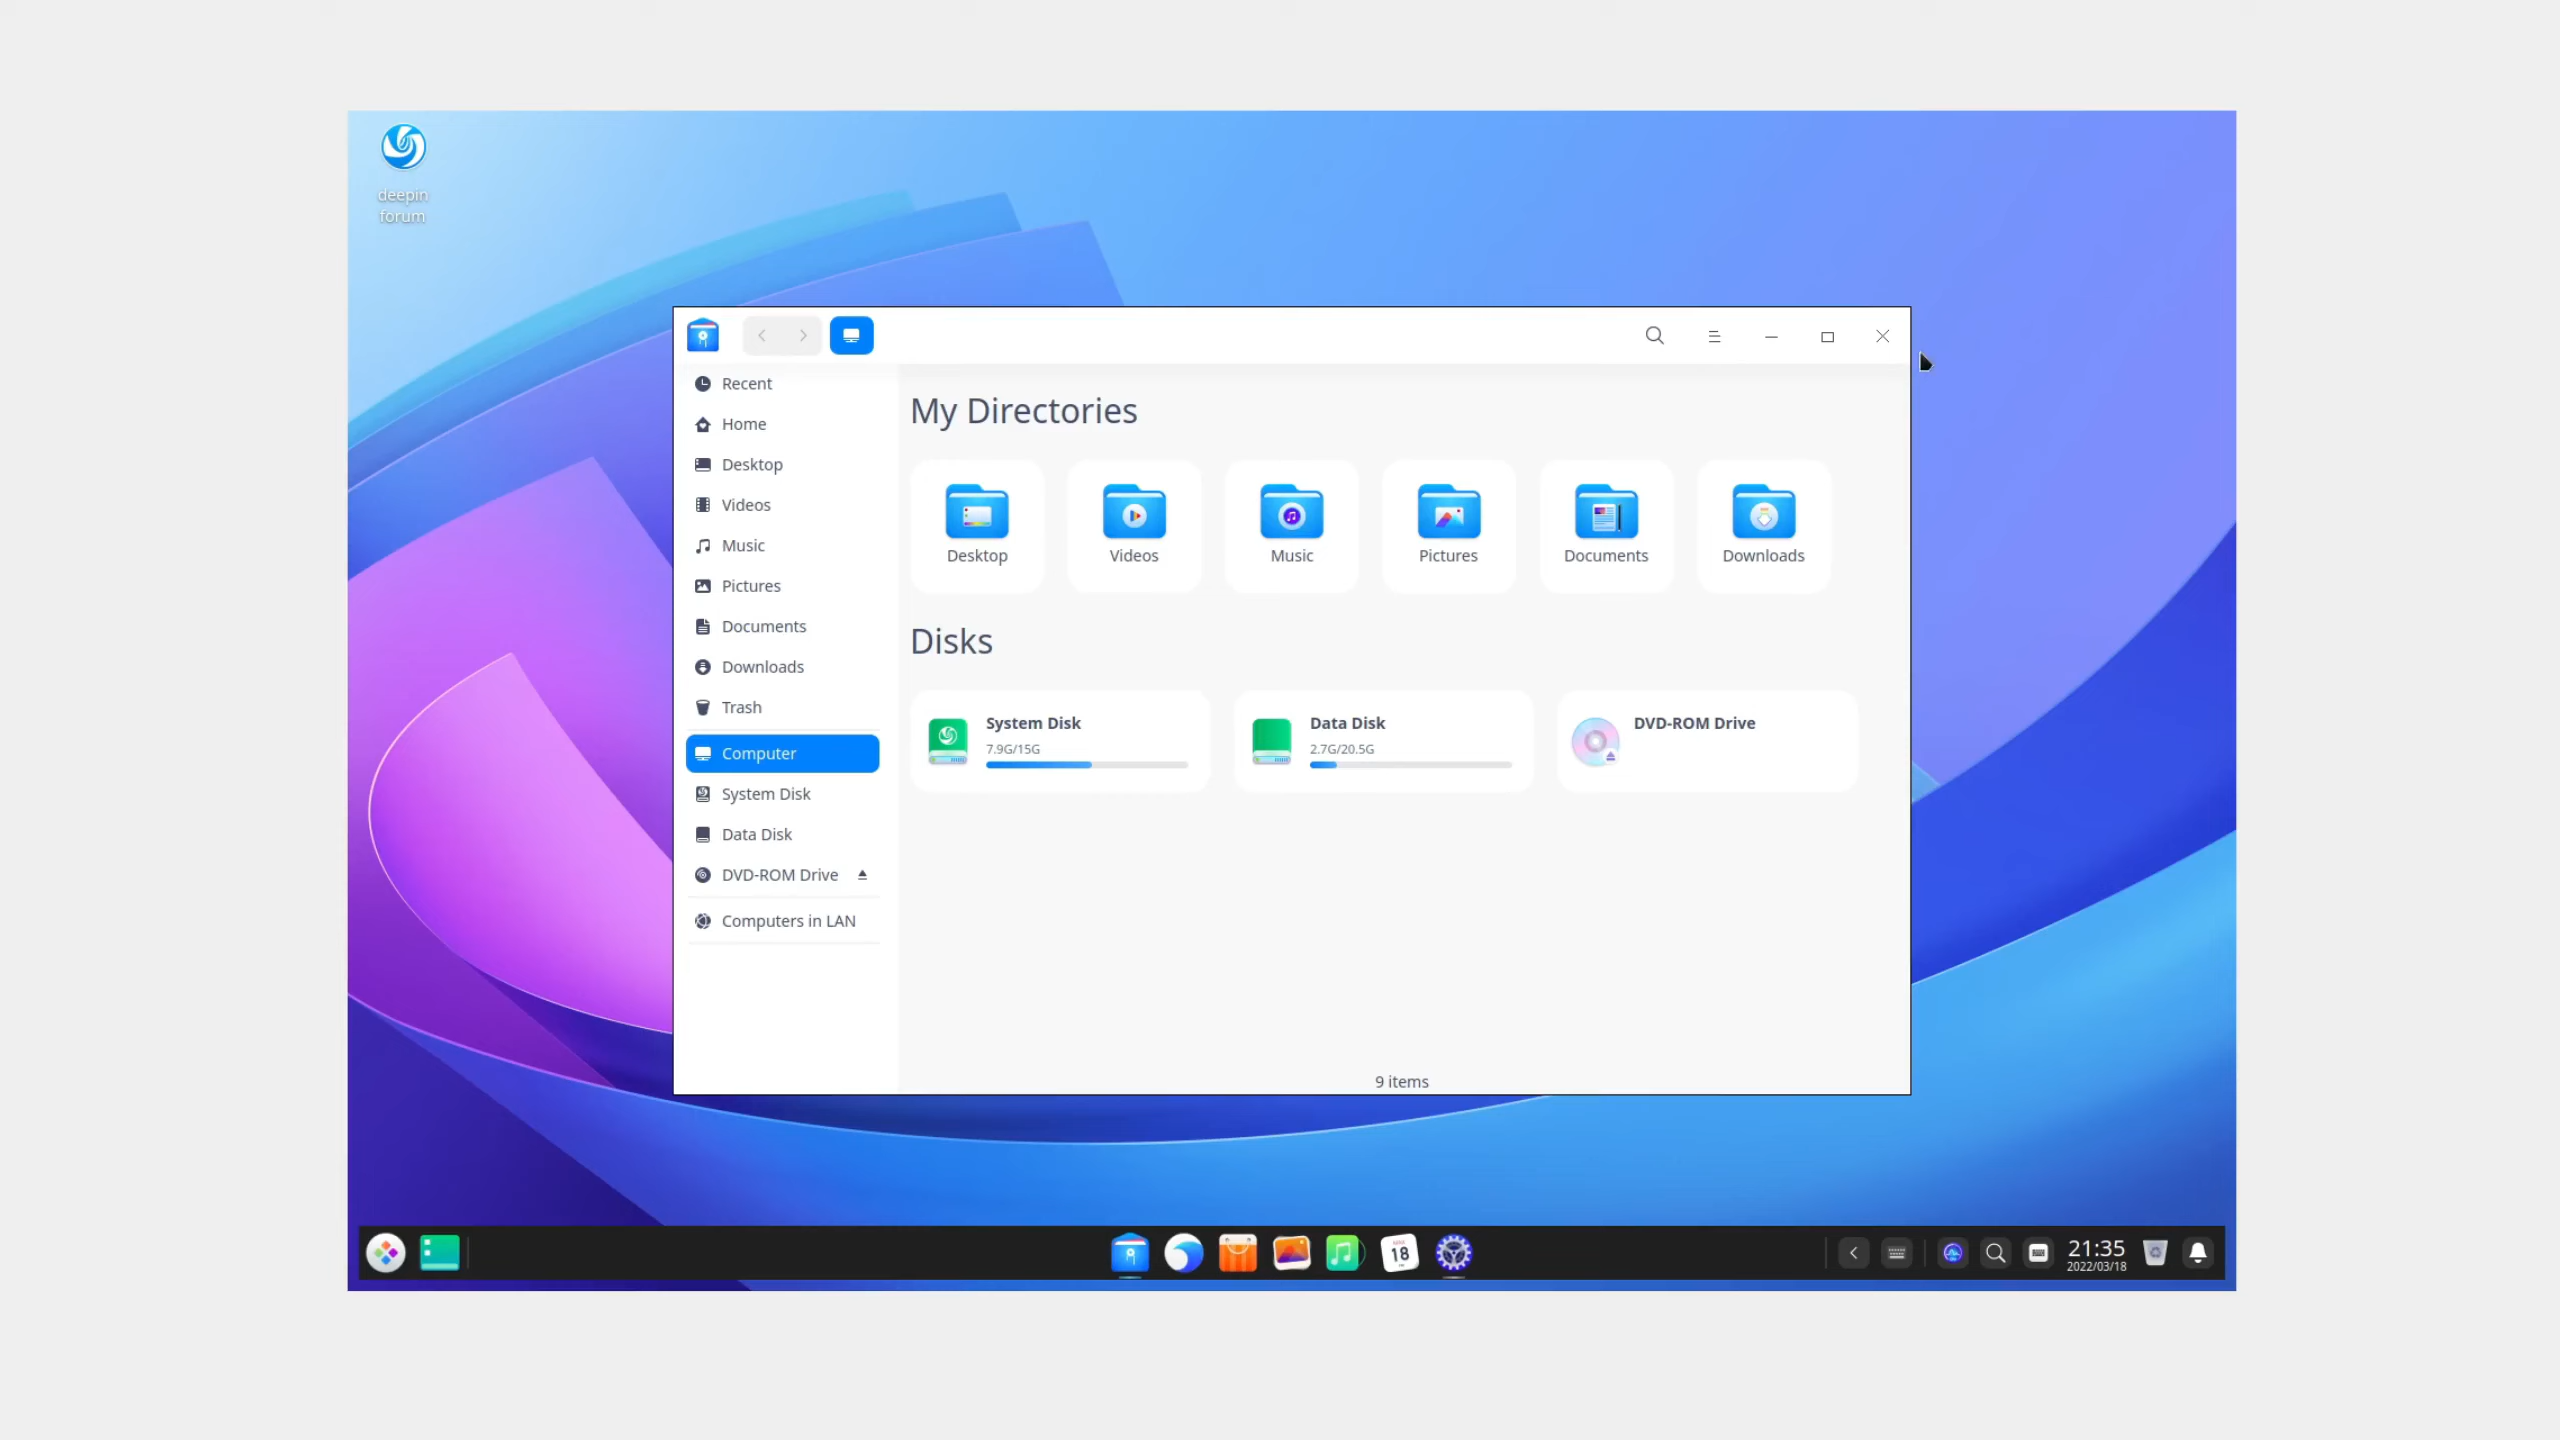 deepin
forum
Recent
Home
Desktop
Videos
Music
Pictures
Documents
Downloads
Trash
Computer
System Disk
Data Disk
DVD-ROM Drive
Computers in LAN
My Directories
Desktop
Videos
Music
Pictures
Documents
Downloads
Disks
System Disk
7.9G/15G
Data Disk
2.7G/20.5G
DVD-ROM Drive
9 items
18
21:35
2022/03/18